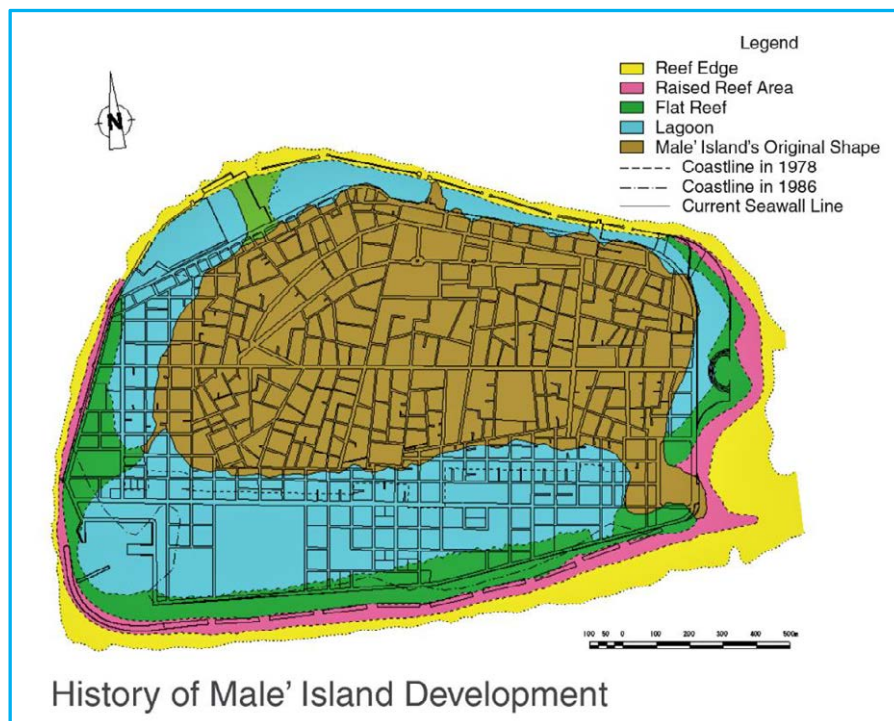 Legend
Reef Edge
Raised Reef Area
Flat Reef
Lagoon
Male' Island's Original Shape
Coastline in 1978
Coastline in 1986
Current Seawall Line
N
100 50 0 100 200 300 400 500m
History of Male' Island Development